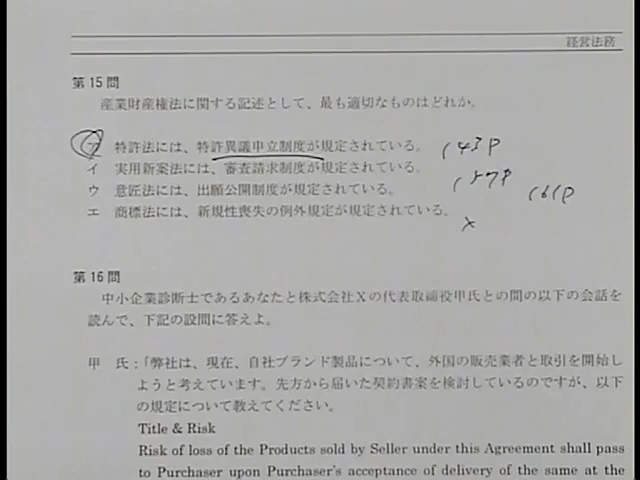 経営法務
第15問
産業財産権法に関する記述として、最も適切なものはどれか。
ア 特許法には、特許異議申立制度が規定されている。 143P
イ 実用新案法には、審査請求制度が規定されている。
ウ 意匠法には、出願公開制度が規定されている。 157P 161P
エ 商標法には、新規性喪失の例外規定が規定されている。
×
第16問
中小企業診断士であるあなたと株式会社Xの代表取締役甲氏との間の以下の会話を
読んで、下記の設問に答えよ。
甲 氏：「弊社は、現在、自社ブランド製品について、外国の販売業者と取引を開始し
ようと考えています。先方から届いた契約書案を検討しているのですが、以下
の規定について教えてください。
Title & Risk
Risk of loss of the Products sold by Seller under this Agreement shall pass
to Purchaser upon Purchaser's acceptance of delivery of the same at the